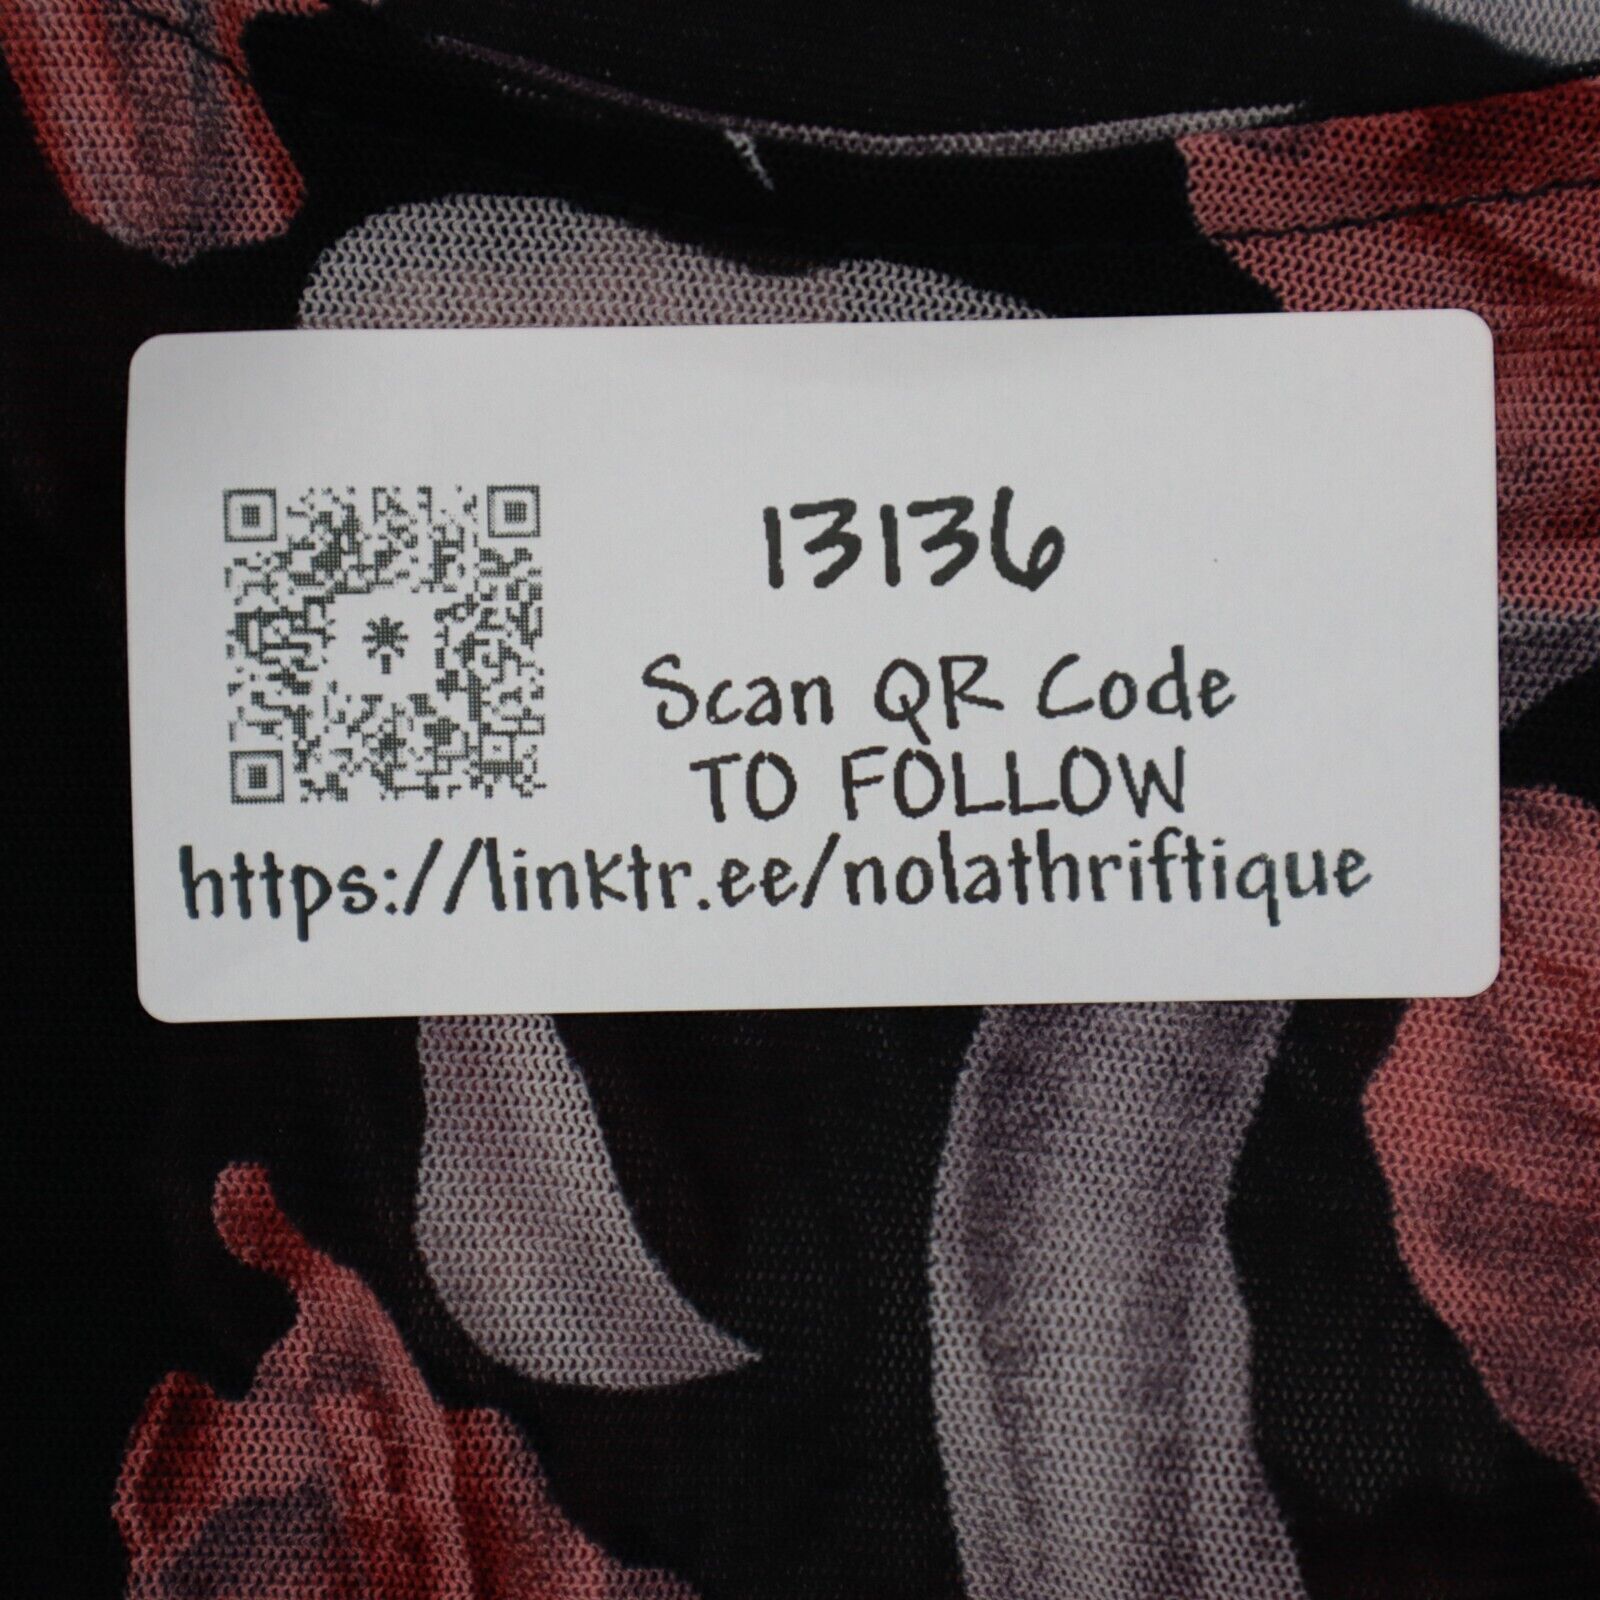 13136
Scan QR Code
TO FOLLOW
https://linktr.ee/nolathriftique